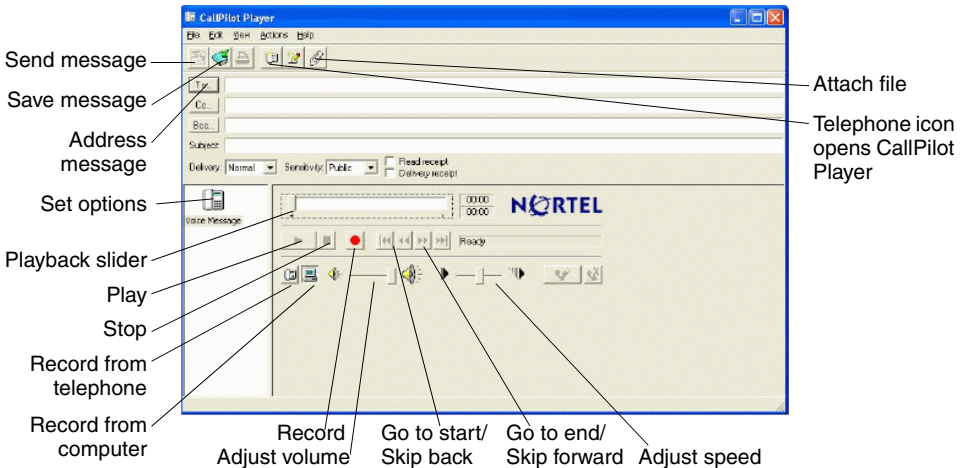 CallPilot Player
File Edit View Actions Help
Send message
Save message
Address
message
Set options
Playback slider
Play
Stop
Record from
telephone
Record from
computer
To...
Cc...
Bcc...
Subject:
Delivery: Normal Sensitivity: Public Read receipt
Delivery receipt
Voice Message
00:00
00:00
NORTEL
Ready
Attach file
Telephone icon
opens CallPilot
Player
Record
Adjust volume
Go to start/
Skip back
Go to end/
Skip forward
Adjust speed